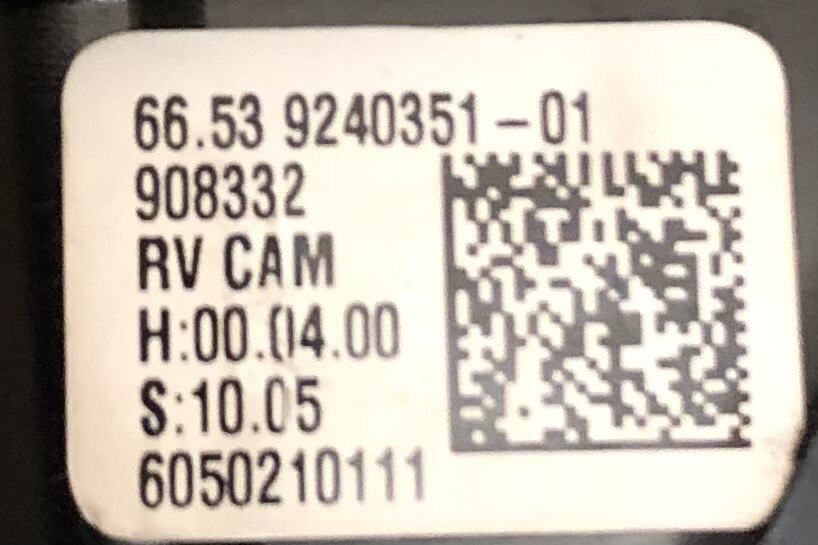 66.53 9240351-01
908332
RV CAM
H:00.04.00
S:10.05
6050210111